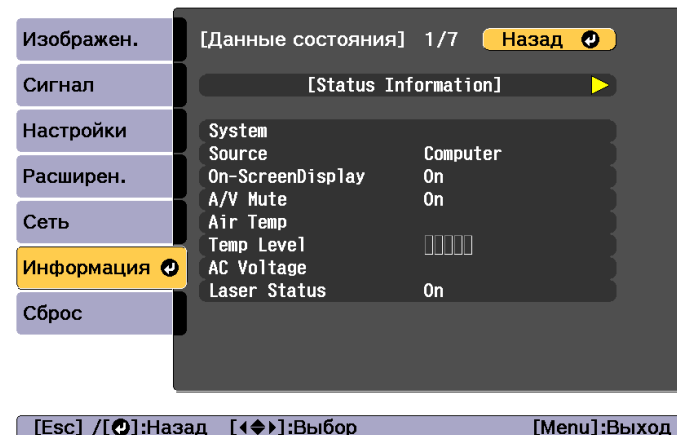 Изображен.
Сигнал
Настройки
Расширен.
Сеть
Информация
Сброс
[Данные состояния] 1/7 Назад
[Status Information]
System
Source Computer
On-ScreenDisplay On
A/V Mute On
Air Temp
Temp Level
AC Voltage
Laser Status On
[Esc] /[ ]:Назад [ ]:Выбор [Menu]:Выход